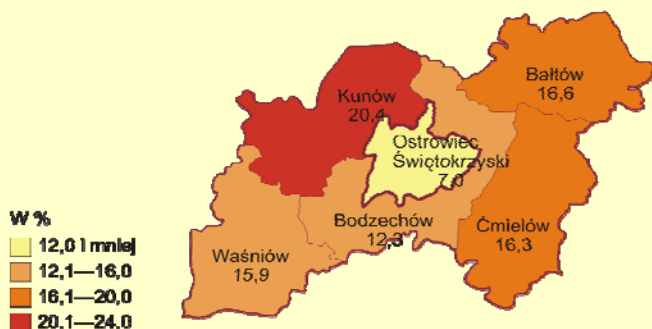 Bałtów
16,6
Kunów
20,4
Ostrowiec
Świętokrzyski
7,0
Bodzechów
12,3
Ćmielów
16,3
Waśniów
15,9
W %
12,0 i mniej
12,1—16,0
16,1—20,0
20,1—24,0